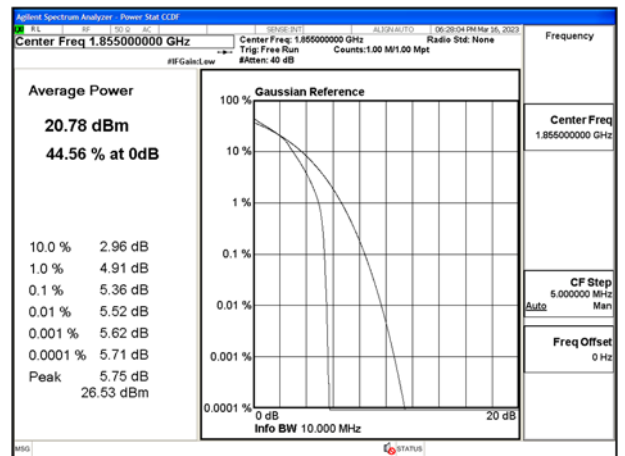 Agilent Spectrum Analyzer - Power Stat CCDF
RL RF 50 Ω AC SENSE:INT ALIGN AUTO 06:28:04 PM Mar 16, 2023
Center Freq 1.855000000 GHz
Center Freq: 1.855000000 GHz Radio Std: None
Trig: Free Run Counts:1.00 M/1.00 Mpt
#IFGain:Low #Atten: 40 dB
Frequency
Average Power
20.78 dBm
44.56 % at 0dB
10.0 % 2.96 dB
1.0 % 4.91 dB
0.1 % 5.36 dB
0.01 % 5.52 dB
0.001 % 5.62 dB
0.0001 % 5.71 dB
Peak 5.75 dB
26.53 dBm
Gaussian Reference
100 %
10 %
1 %
0.1 %
0.01 %
0.001 %
0.0001 %
0 dB 20 dB
Info BW 10.000 MHz
Center Freq
1.855000000 GHz
CF Step
5.000000 MHz
Auto Man
Freq Offset
0 Hz
MSG STATUS